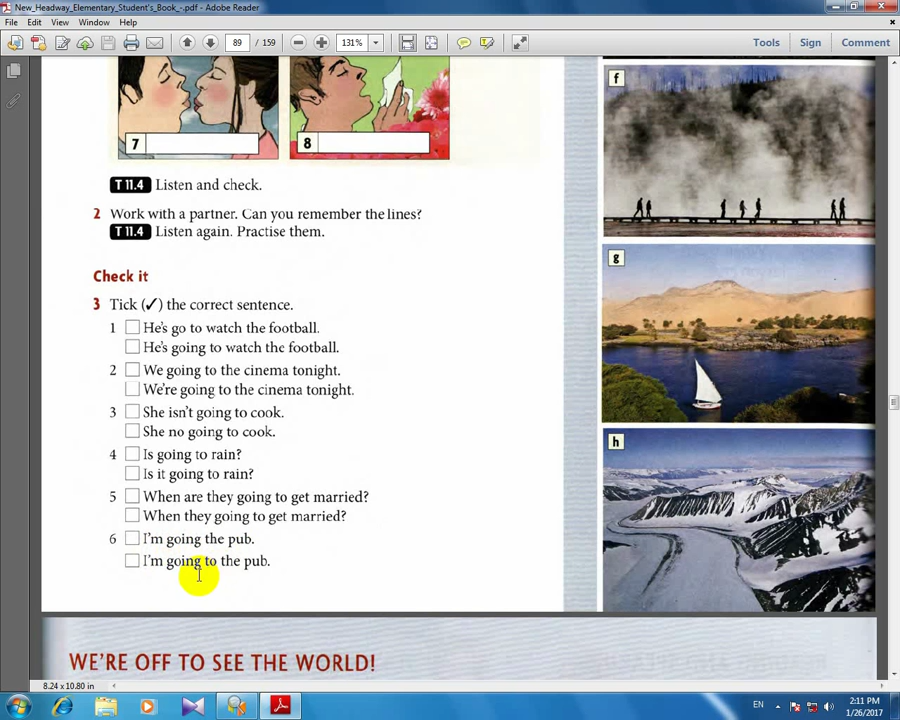 New_Headway_Elementary_Student's_Book_-.pdf - Adobe Reader
File Edit View Window Help
89 / 159 131% Tools Sign Comment
f
7
8
T 11.4 Listen and check.
2 Work with a partner. Can you remember the lines?
T 11.4 Listen again. Practise them.
g
Check it
3 Tick (✓) the correct sentence.
1 He's go to watch the football.
He's going to watch the football.
2 We going to the cinema tonight.
We're going to the cinema tonight.
3 She isn't going to cook.
She no going to cook.
h
4 Is going to rain?
Is it going to rain?
5 When are they going to get married?
When they going to get married?
6 I'm going the pub.
I'm going to the pub.
WE'RE OFF TO SEE THE WORLD!
8.24 x 10.80 in
EN 2:11 PM
1/26/2017